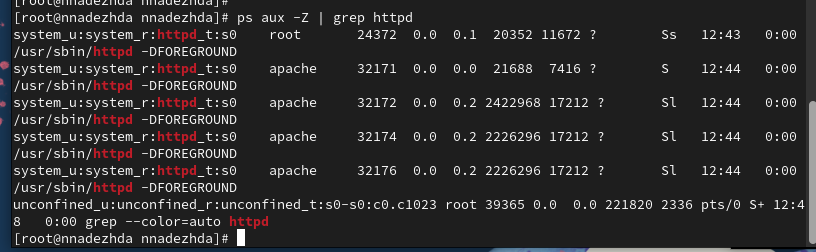 [root@nnadezhda nnadezhda]#
[root@nnadezhda nnadezhda]# ps aux -Z | grep httpd
system_u:system_r:httpd_t:s0    root       24372  0.0  0.1  20352 11672 ?        Ss   12:43   0:00
/usr/sbin/httpd -DFOREGROUND
system_u:system_r:httpd_t:s0    apache     32171  0.0  0.0  21688  7416 ?        S    12:44   0:00
/usr/sbin/httpd -DFOREGROUND
system_u:system_r:httpd_t:s0    apache     32172  0.0  0.2 2422968 17212 ?       Sl   12:44   0:00
/usr/sbin/httpd -DFOREGROUND
system_u:system_r:httpd_t:s0    apache     32174  0.0  0.2 2226296 17212 ?       Sl   12:44   0:00
/usr/sbin/httpd -DFOREGROUND
system_u:system_r:httpd_t:s0    apache     32176  0.0  0.2 2226296 17212 ?       Sl   12:44   0:00
/usr/sbin/httpd -DFOREGROUND
unconfined_u:unconfined_r:unconfined_t:s0-s0:c0.c1023 root 39365 0.0  0.0 221820 2336 pts/0 S+ 12:4
8   0:00 grep --color=auto httpd
[root@nnadezhda nnadezhda]#